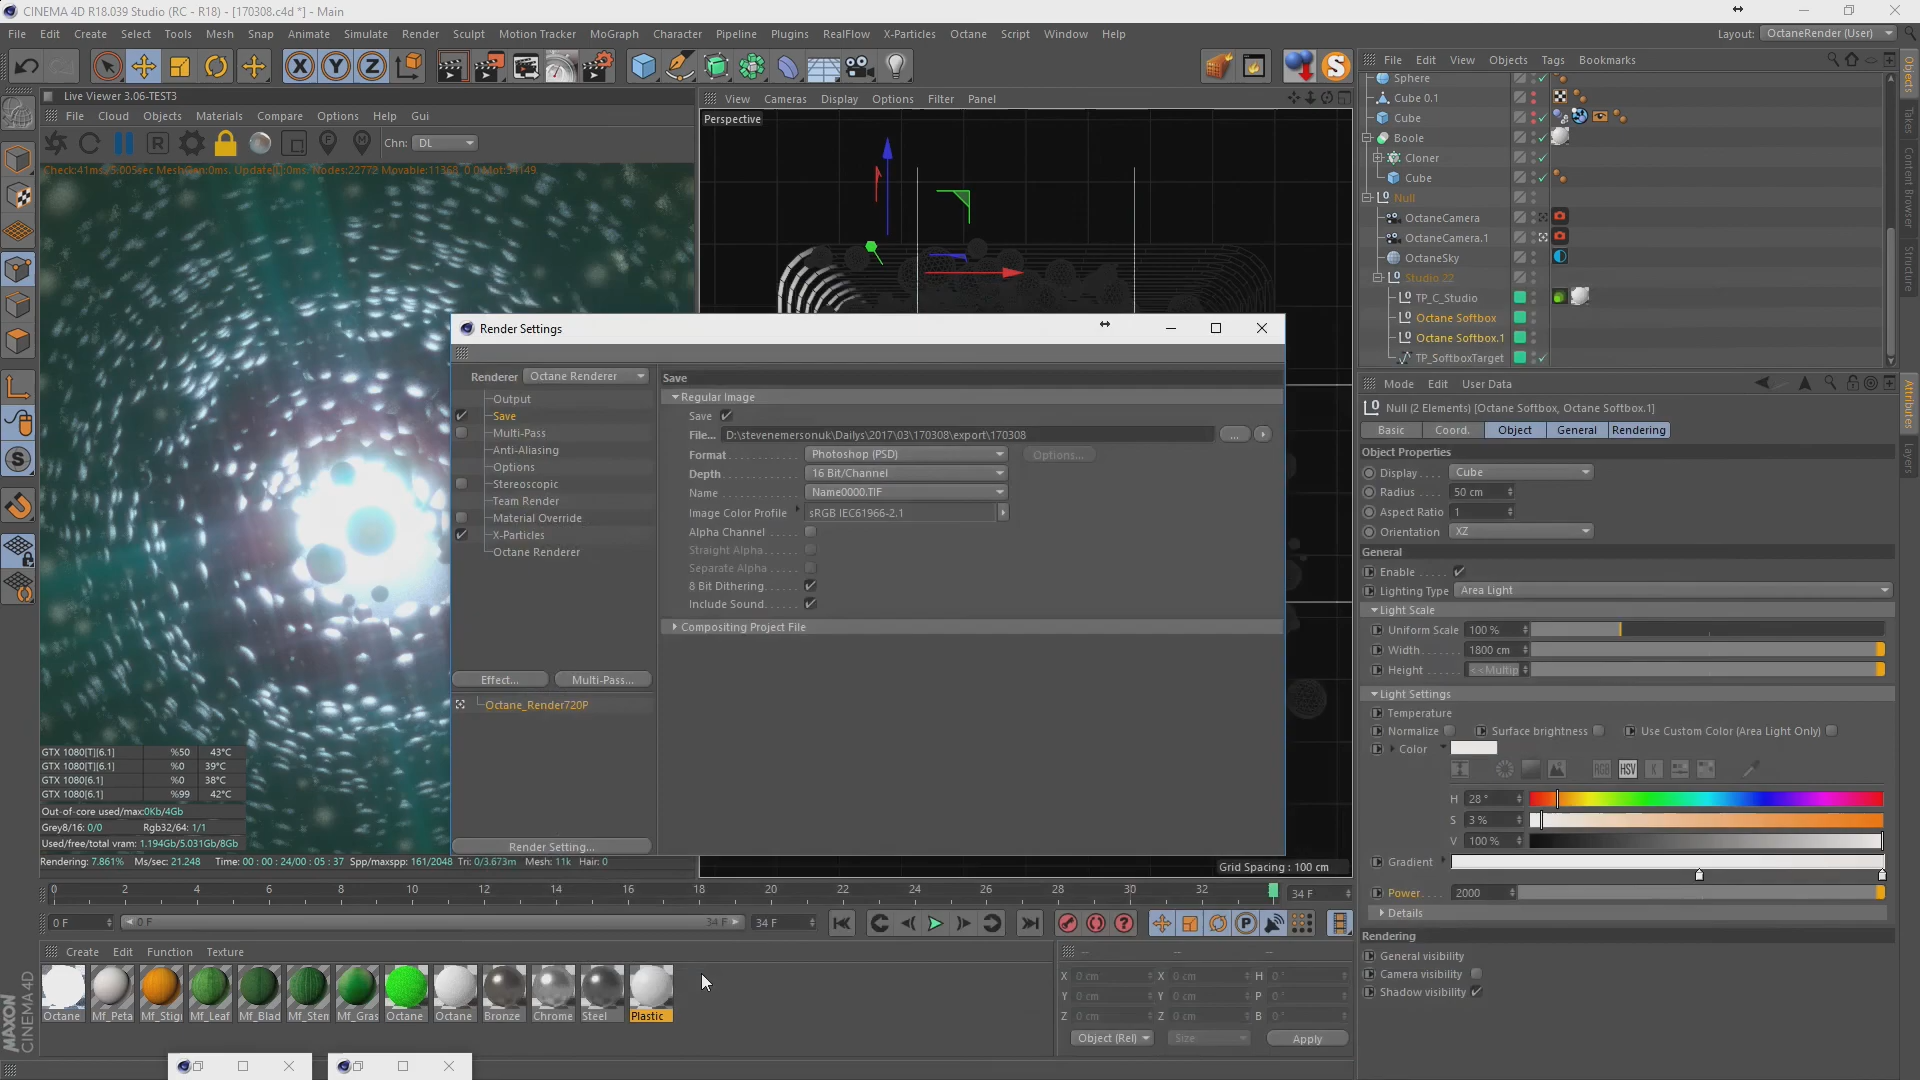 CINEMA 4D R18.039 Studio (RC - R18) - [170308.c4d *] - Main
File Edit Create Select Tools Mesh Snap Animate Simulate Render Sculpt Motion Tracker MoGraph Character Pipeline Plugins RealFlow X-Particles Octane Script Window Help
Layout: OctaneRender (User)
X Y Z
S
File Edit View Objects Tags Bookmarks
Sphere
Cube 0.1
Cube
Boole
Cloner
Cube
Null
OctaneCamera
OctaneCamera.1
OctaneSky
Studio 22
TP_C_Studio
Octane Softbox
Octane Softbox.1
TP_SoftboxTarget
Objects
Takes
Content Browser
Structure
Live Viewer 3.06-TEST3
File Cloud Objects Materials Compare Options Help Gui
R F M Chn: DL
View Cameras Display Options Filter Panel
Perspective
Render Settings
Renderer Octane Renderer
Output
Save
Multi-Pass
Anti-Aliasing
Options
Stereoscopic
Team Render
Material Override
X-Particles
Octane Renderer
Effect... Multi-Pass...
Octane_Render720P
Render Setting...
Save
Regular Image
Save
File... D:\stevenemersonuk\Dailys\2017\03\170308\export\170308 ...
Format Photoshop (PSD) Options...
Depth 16 Bit/Channel
Name Name0000.TIF
Image Color Profile sRGB IEC61966-2.1
Alpha Channel
Straight Alpha
Separate Alpha
8 Bit Dithering
Include Sound
Compositing Project File
Mode Edit User Data
Null (2 Elements) [Octane Softbox, Octane Softbox.1]
Basic Coord. Object General Rendering
Object Properties
Display Cube
Radius 50 cm
Aspect Ratio 1
Orientation XZ
General
Enable
Lighting Type Area Light
Light Scale
Uniform Scale 100 %
Width 1800 cm
Height <<Multip
Light Settings
Temperature
Normalize Surface brightness Use Custom Color (Area Light Only)
Color
RGB HSV K
H 28 °
S 3 %
V 100 %
Gradient
Power 2000
Details
Rendering
General visibility
Camera visibility
Shadow visibility
Attributes
Layers
GTX 1080[T][6.1] %50 43°C
GTX 1080[T][6.1] %0 39°C
GTX 1080[6.1] %0 38°C
GTX 1080[6.1] %99 42°C
Out-of-core used/max:0Kb/4Gb
Grey8/16: 0/0 Rgb32/64: 1/1
Used/free/total vram: 1.194Gb/5.031Gb/8Gb
Rendering: 7.861% Ms/sec: 21.248 Time: 00 : 00 : 24/00 : 05 : 37 Spp/maxspp: 161/2048 Tri: 0/3.673m Mesh: 11k Hair: 0
Grid Spacing : 100 cm
0 2 4 6 8 10 12 14 16 18 20 22 24 26 28 30 32 34 F
0 F 0 F 34 F 34 F
Create Edit Function Texture
Octane Mf_Peta Mf_Stig Mf_Leaf Mf_Blad Mf_Sten Mf_Gras Octane Octane Bronze Chrome Steel Plastic
-- -- --
X 0 cm X 0 cm H 0 °
Y 0 cm Y 0 cm P 0 °
Z 0 cm Z 0 cm B 0 °
Object (Rel) Size Apply
MAXON
CINEMA 4D